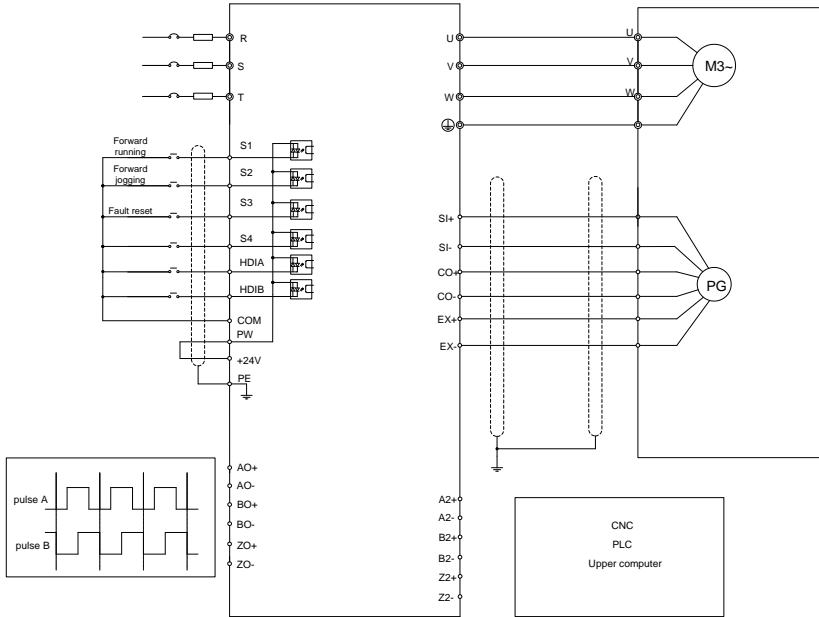 R
S
T
Forward
running
Forward
jogging
Fault reset
S1
S2
S3
S4
HDIA
HDIB
COM
PW
+24V
PE
AO+
AO-
BO+
BO-
ZO+
ZO-
pulse A
pulse B
U
V
W
U
V
W
M3~
SI+
SI-
CO+
CO-
EX+
EX-
PG
A2+
A2-
B2+
B2-
Z2+
Z2-
CNC
PLC
Upper computer